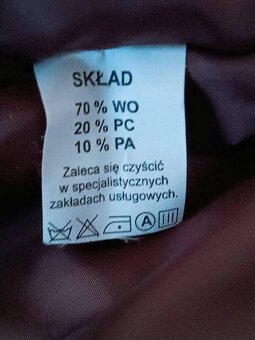 SKŁAD
70 % WO
20 % PC
10 % PA
Zaleca się czyścić
w specjalistycznych
zakładach usługowych.
A